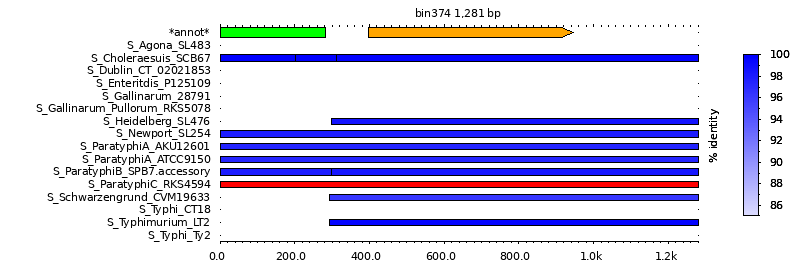 bin374 1,281 bp
*annot*
S_Agona_SL483
S_Choleraesuis_SCB67
S_Dublin_CT_02021853
S_Enteritdis_P125109
S_Gallinarum_28791
S_Gallinarum_Pullorum_RKS5078
S_Heidelberg_SL476
S_Newport_SL254
S_ParatyphiA_AKU12601
S_ParatyphiA_ATCC9150
S_ParatyphiB_SPB7.accessory
S_ParatyphiC_RKS4594
S_Schwarzengrund_CVM19633
S_Typhi_CT18
S_Typhimurium_LT2
S_Typhi_Ty2
0.0 200.0 400.0 600.0 800.0 1.0k 1.2k
% identity
100
98
96
94
92
90
88
86